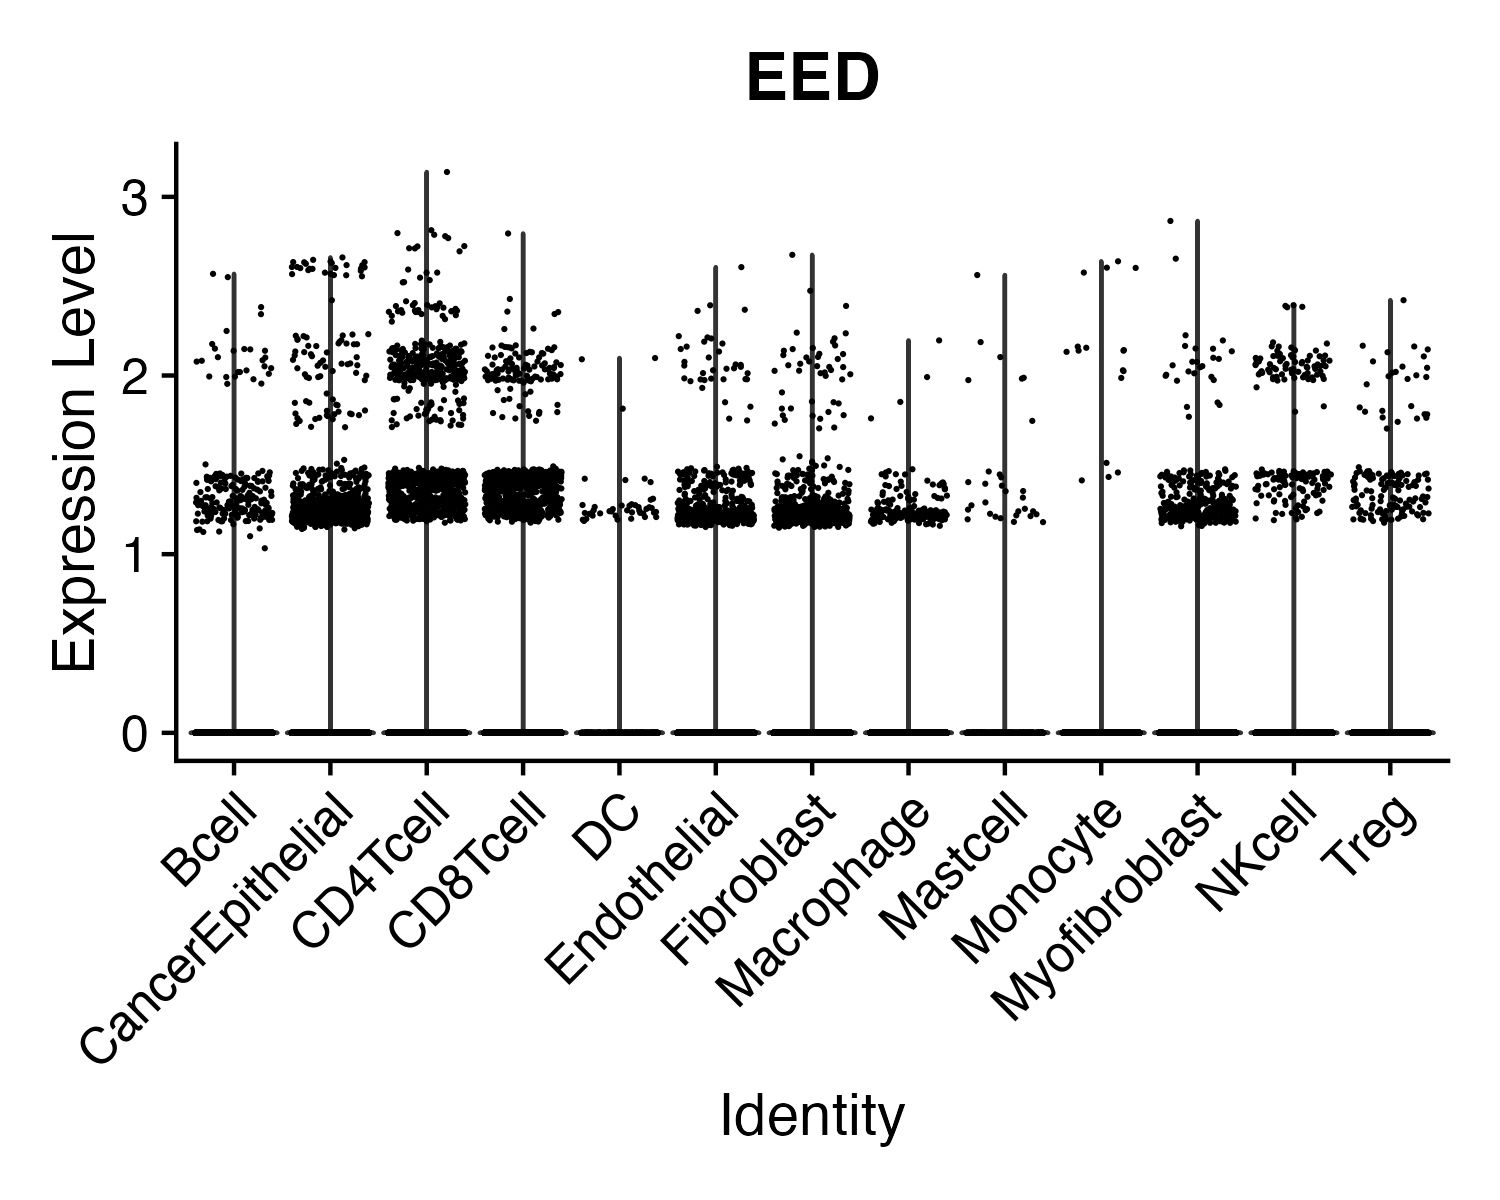 EED
Expression Level
3
2
1
0
Bcell
CancerEpithelial
CD4Tcell
CD8Tcell
DC
Endothelial
Fibroblast
Macrophage
Mastcell
Monocyte
Myofibroblast
NKcell
Treg
Identity